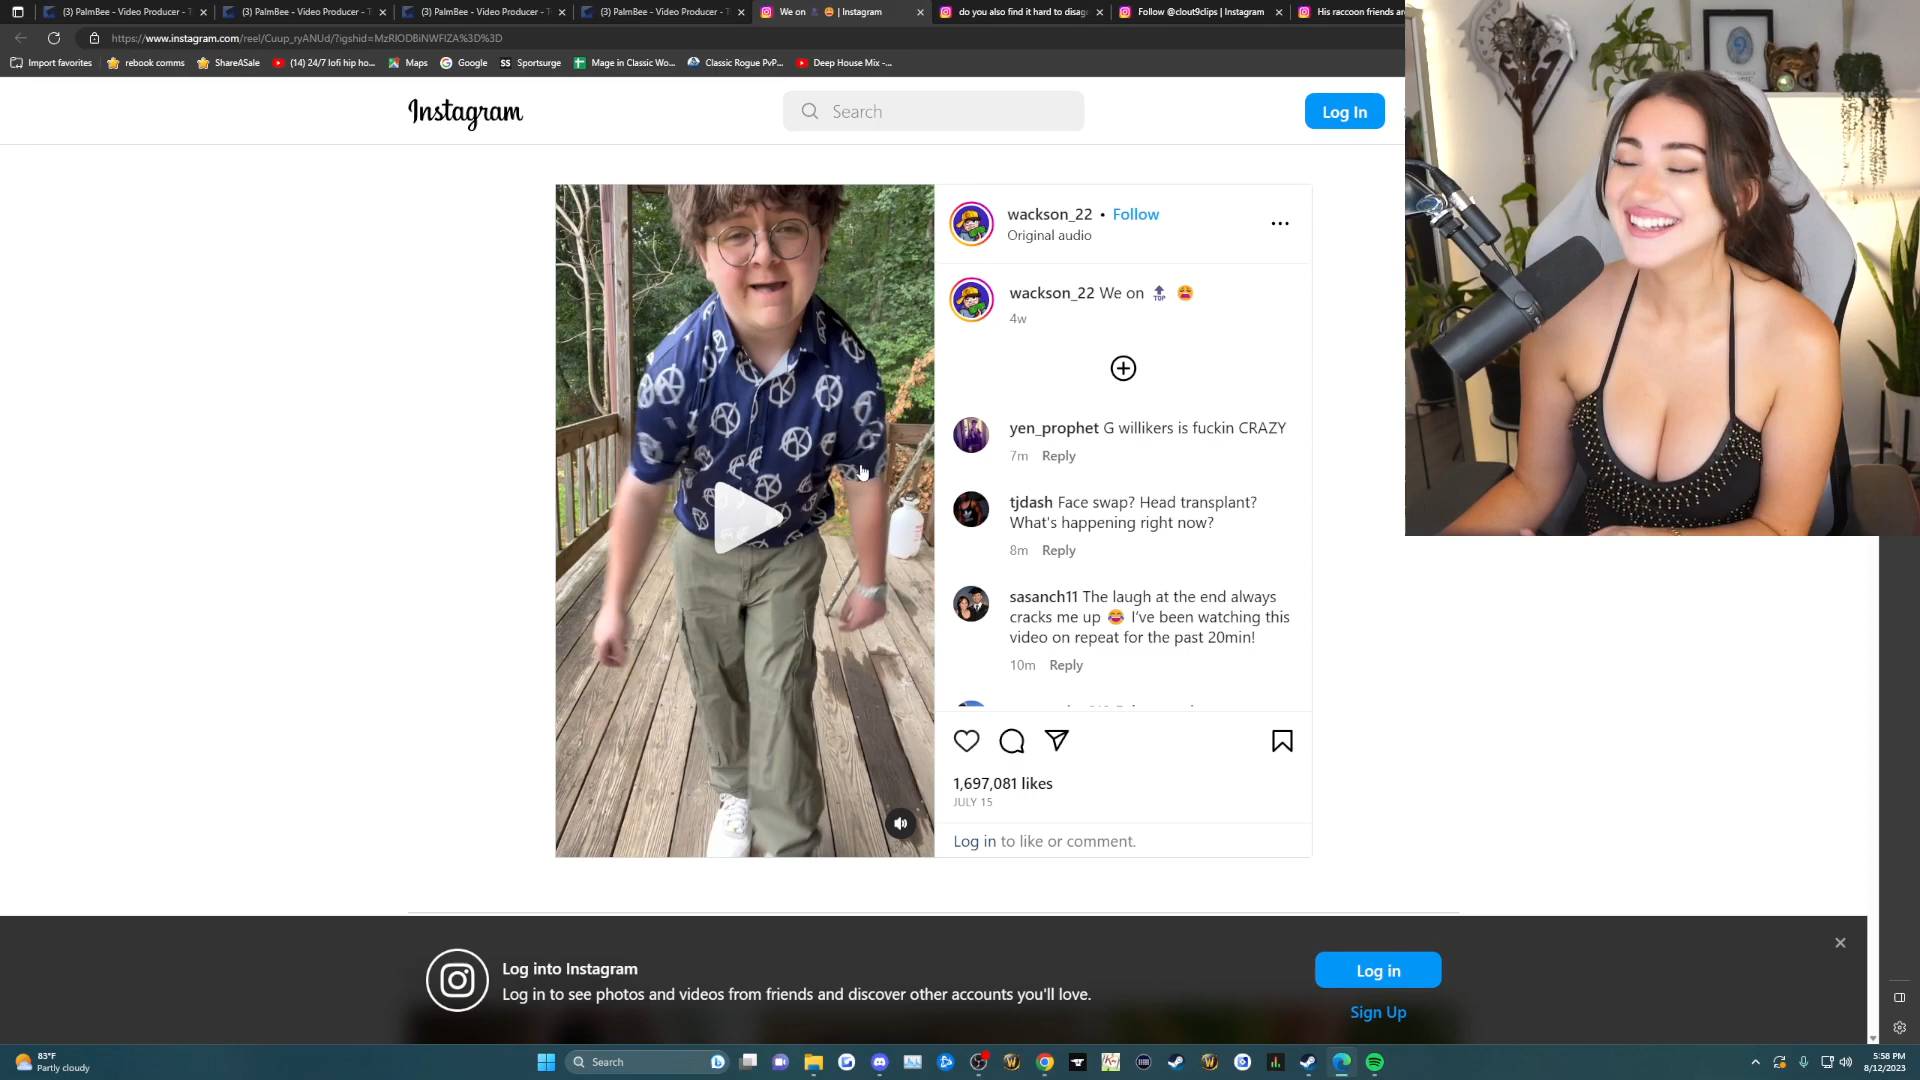 (3) PalmBee - Video Producer - T
(3) PalmBee - Video Producer - T
(3) PalmBee - Video Producer - T
(3) PalmBee - Video Producer - T
We on 🔝 😩 | Instagram
do you also find it hard to disag
Follow @clout9clips | Instagram
His raccoon friends ar
https://www.instagram.com/reel/Cuup_ryANUd/?igshid=MzRlODBiNWFlZA%3D%3D
Import favorites
rebook comms
ShareASale
(14) 24/7 lofi hip ho...
Maps
Google
SS Sportsurge
Mage in Classic Wo...
Classic Rogue PvP...
Deep House Mix -...
Instagram
Search
Log In
wackson_22 • Follow
Original audio
wackson_22 We on 🔝 😩
4w
yen_prophet G willikers is fuckin CRAZY
7m Reply
tjdash Face swap? Head transplant?
What's happening right now?
8m Reply
sasanch11 The laugh at the end always
cracks me up 😂 I've been watching this
video on repeat for the past 20min!
10m Reply
1,697,081 likes
JULY 15
Log in to like or comment.
Log into Instagram
Log in to see photos and videos from friends and discover other accounts you'll love.
Log in
Sign Up
83°F
Partly cloudy
Search
5:58 PM
8/12/2023